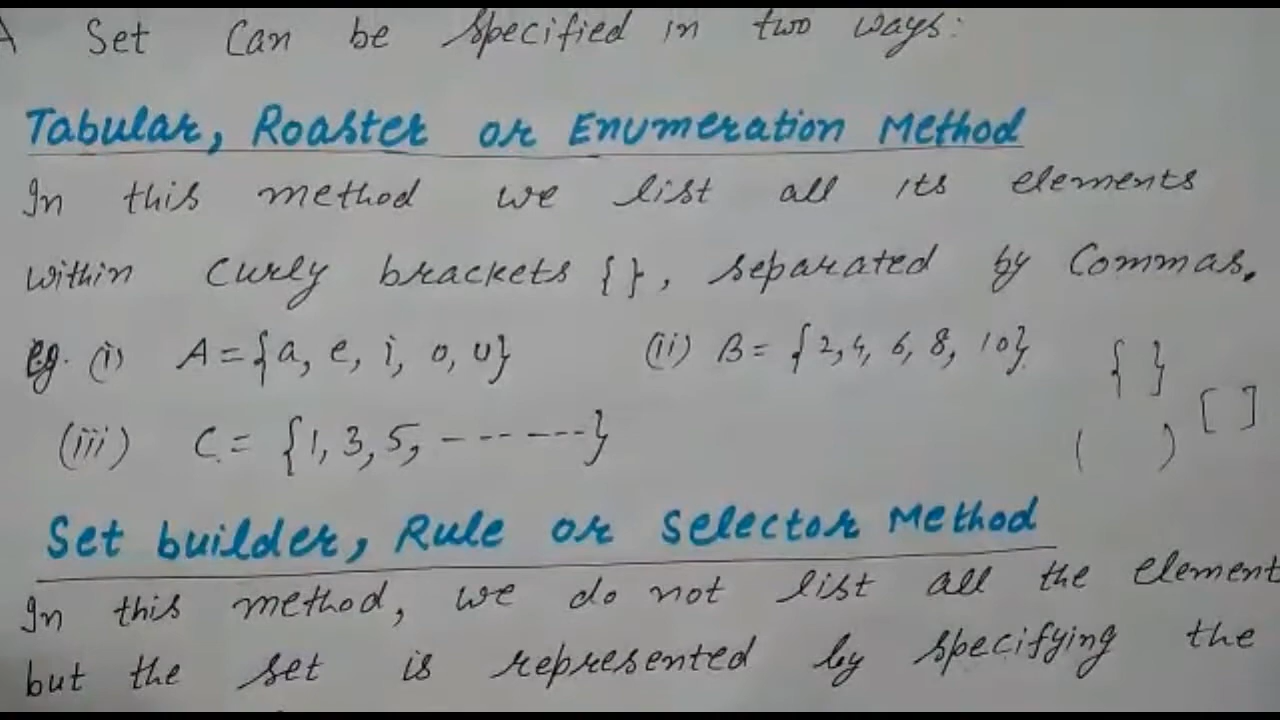 A Set Can be specified in two ways:
Tabular, Roaster or Enumeration Method
In this method we list all its elements
within curly brackets { }, separated by Commas.
eg. (i) A = {a, e, i, o, u} (ii) B = {2, 4, 6, 8, 10} { }
(iii) C = {1, 3, 5, -------} ( ) [ ]
Set builder, Rule or Selector Method
In this method, we do not list all the element
but the set is represented by specifying the